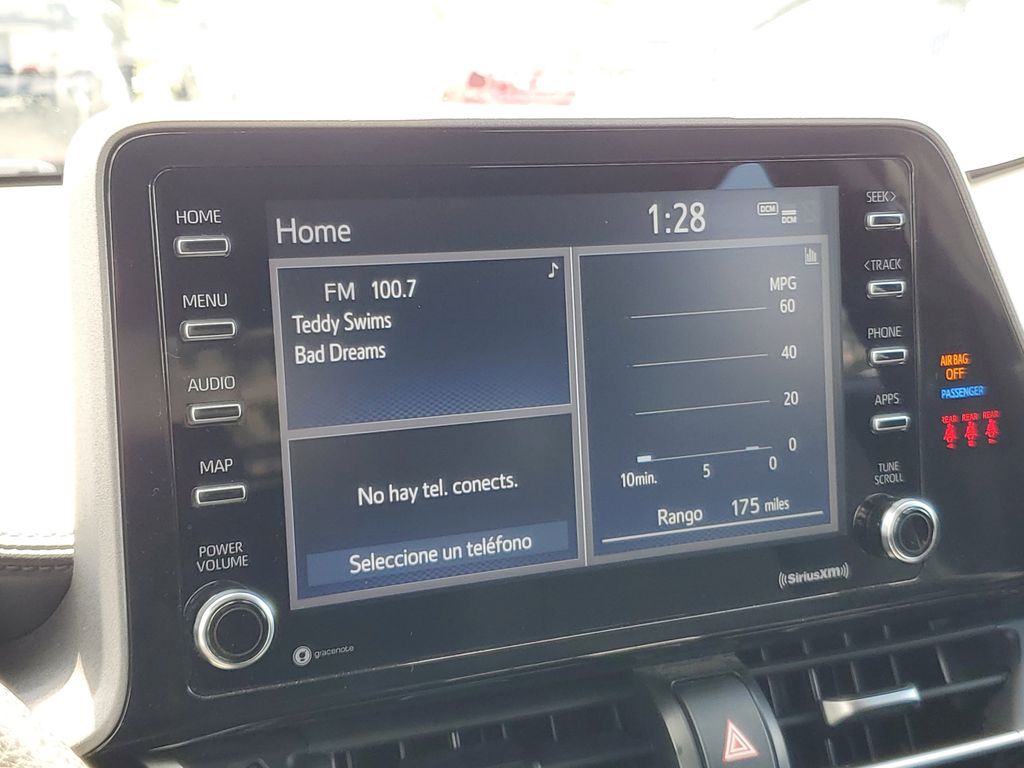 HOME
MENU
AUDIO
MAP
POWER
VOLUME
Home
1:28
DCM
DCM
FM 100.7
Teddy Swims
Bad Dreams
No hay tel. conects.
Seleccione un teléfono
MPG
60
40
20
0
10min.
5
0
Rango 175 miles
SEEK>
<TRACK
PHONE
APPS
TUNE
SCROLL
AIR BAG
OFF
PASSENGER
REAR REAR REAR
gracenote
((SiriusXM))